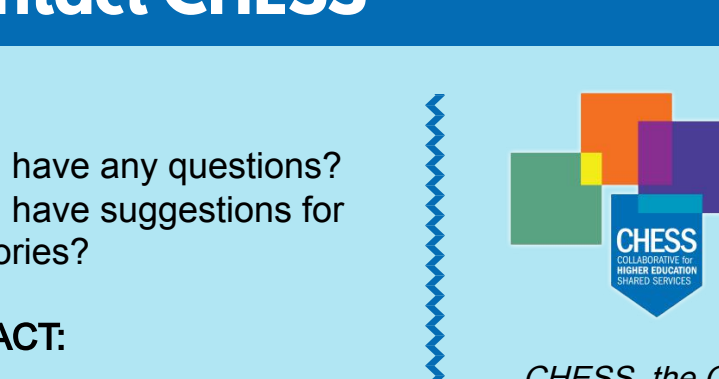 ntact CHESS
have any questions?
have suggestions for
ories?
ACT:
CHESS
COLLABORATIVE for
HIGHER EDUCATION
SHARED SERVICES
CHESS, the C